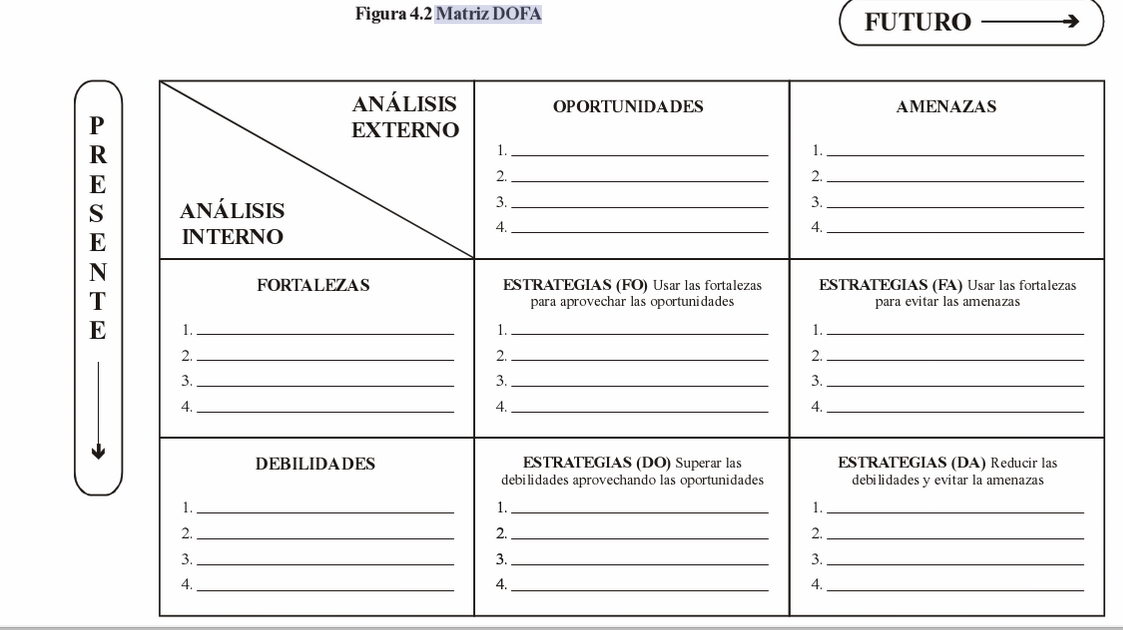 Figura 4.2 Matriz DOFA
FUTURO
PRESENTE
ANÁLISIS
EXTERNO
ANÁLISIS
INTERNO
OPORTUNIDADES
1.
2.
3.
4.
AMENAZAS
1.
2.
3.
4.
FORTALEZAS
1.
2.
3.
4.
ESTRATEGIAS (FO) Usar las fortalezas
para aprovechar las oportunidades
1.
2.
3.
4.
ESTRATEGIAS (FA) Usar las fortalezas
para evitar las amenazas
1.
2.
3.
4.
DEBILIDADES
1.
2.
3.
4.
ESTRATEGIAS (DO) Superar las
debilidades aprovechando las oportunidades
1.
2.
3.
4.
ESTRATEGIAS (DA) Reducir las
debilidades y evitar la amenazas
1.
2.
3.
4.